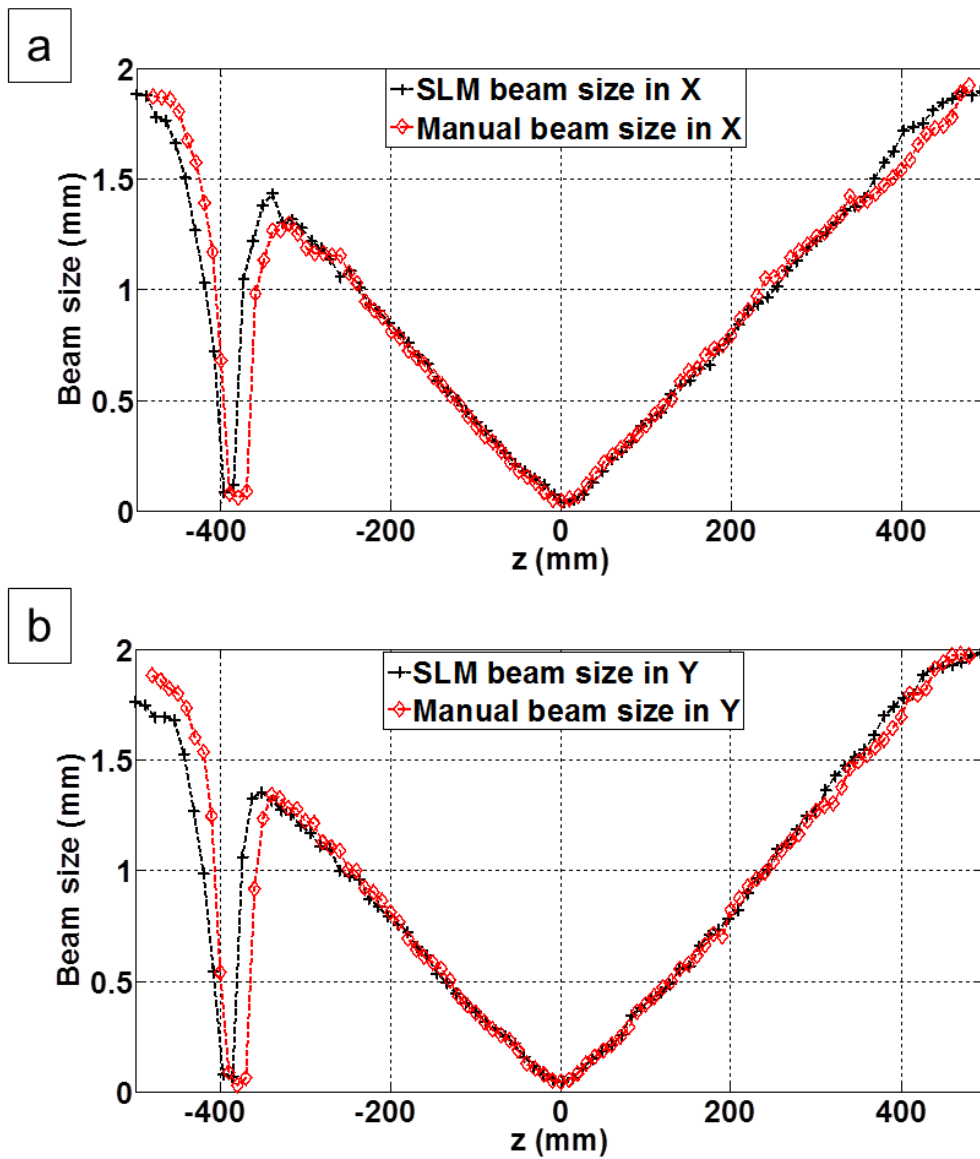 a
2
1.5
1
0.5
0
Beam size (mm)
SLM beam size in X
Manual beam size in X
-400
-200
0
200
400
z (mm)
b
2
1.5
1
0.5
0
Beam size (mm)
SLM beam size in Y
Manual beam size in Y
-400
-200
0
200
400
z (mm)